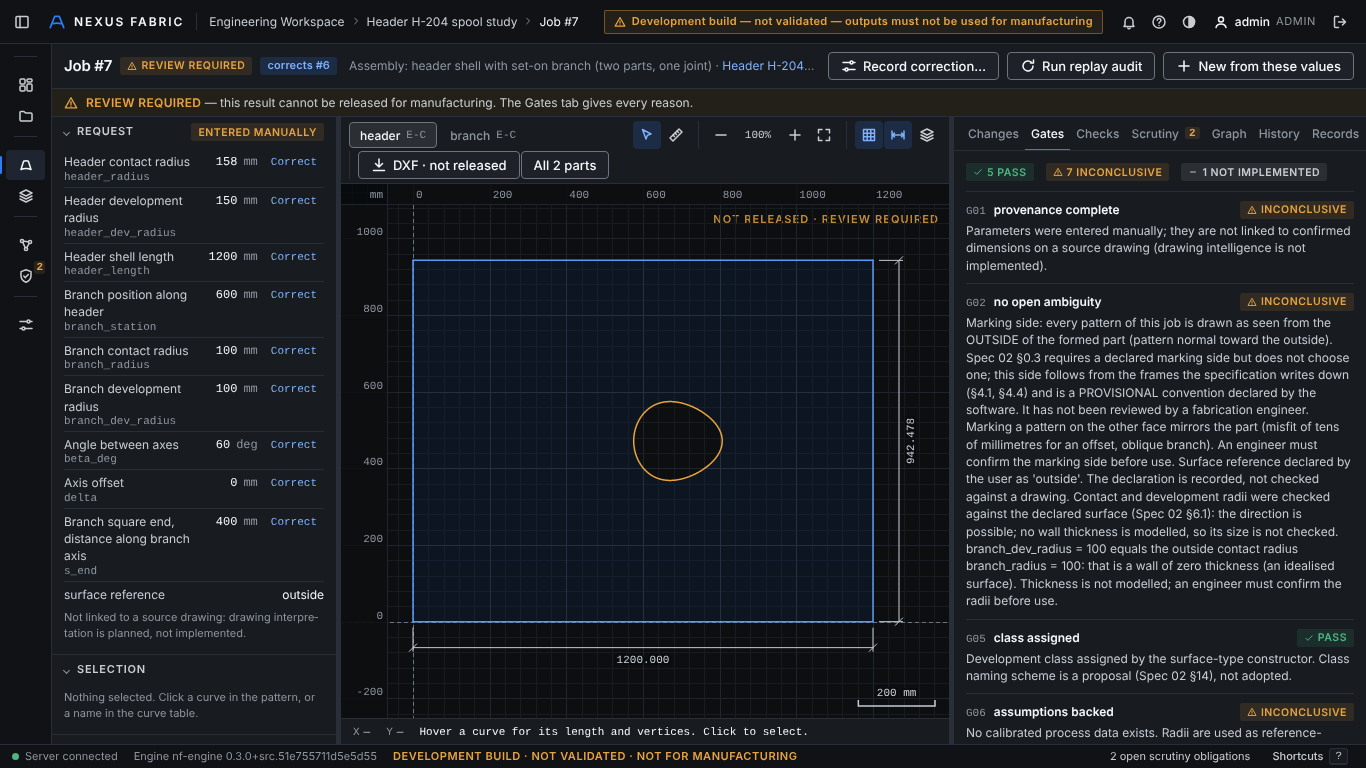 NEXUS FABRIC
Engineering Workspace > Header H-204 spool study > Job #7
Development build — not validated — outputs must not be used for manufacturing
admin ADMIN
Job #7
REVIEW REQUIRED
corrects #6
Assembly: header shell with set-on branch (two parts, one joint) · Header H-204...
Record correction...
Run replay audit
New from these values
REVIEW REQUIRED — this result cannot be released for manufacturing. The Gates tab gives every reason.
REQUEST
ENTERED MANUALLY
Header contact radius 158 mm Correct
header_radius
Header development 150 mm Correct
radius
header_dev_radius
Header shell length 1200 mm Correct
header_length
Branch position along 600 mm Correct
header
branch_station
Branch contact radius 100 mm Correct
branch_radius
Branch development 100 mm Correct
radius
branch_dev_radius
Angle between axes 60 deg Correct
beta_deg
Axis offset 0 mm Correct
delta
Branch square end, 400 mm Correct
distance along branch
axis
s_end
surface reference outside
Not linked to a source drawing: drawing interpre-
tation is planned, not implemented.
SELECTION
Nothing selected. Click a curve in the pattern, or
a name in the curve table.
2
header E-C
branch E-C
100%
DXF · not released
All 2 parts
mm 0 200 400 600 800 1000 1200
NOT RELEASED · REVIEW REQUIRED
1000
800
600
400
200
0
-200
942.478
1200.000
200 mm
X — Y — Hover a curve for its length and vertices. Click to select.
Changes Gates Checks Scrutiny 2 Graph History Records
5 PASS
7 INCONCLUSIVE
1 NOT IMPLEMENTED
G01 provenance complete INCONCLUSIVE
Parameters were entered manually; they are not linked to confirmed
dimensions on a source drawing (drawing intelligence is not
implemented).
G02 no open ambiguity INCONCLUSIVE
Marking side: every pattern of this job is drawn as seen from the
OUTSIDE of the formed part (pattern normal toward the outside).
Spec 02 §0.3 requires a declared marking side but does not choose
one; this side follows from the frames the specification writes down
(§4.1, §4.4) and is a PROVISIONAL convention declared by the
software. It has not been reviewed by a fabrication engineer.
Marking a pattern on the other face mirrors the part (misfit of tens
of millimetres for an offset, oblique branch). An engineer must
confirm the marking side before use. Surface reference declared by
the user as 'outside'. The declaration is recorded, not checked
against a drawing. Contact and development radii were checked
against the declared surface (Spec 02 §6.1): the direction is
possible; no wall thickness is modelled, so its size is not checked.
branch_dev_radius = 100 equals the outside contact radius
branch_radius = 100: that is a wall of zero thickness (an idealised
surface). Thickness is not modelled; an engineer must confirm the
radii before use.
G05 class assigned PASS
Development class assigned by the surface-type constructor. Class
naming scheme is a proposal (Spec 02 §14), not adopted.
G06 assumptions backed INCONCLUSIVE
No calibrated process data exists. Radii are used as reference-
Server connected
Engine nf-engine 0.3.0+src.51e755711d5e5d55
DEVELOPMENT BUILD · NOT VALIDATED · NOT FOR MANUFACTURING
2 open scrutiny obligations
Shortcuts ?